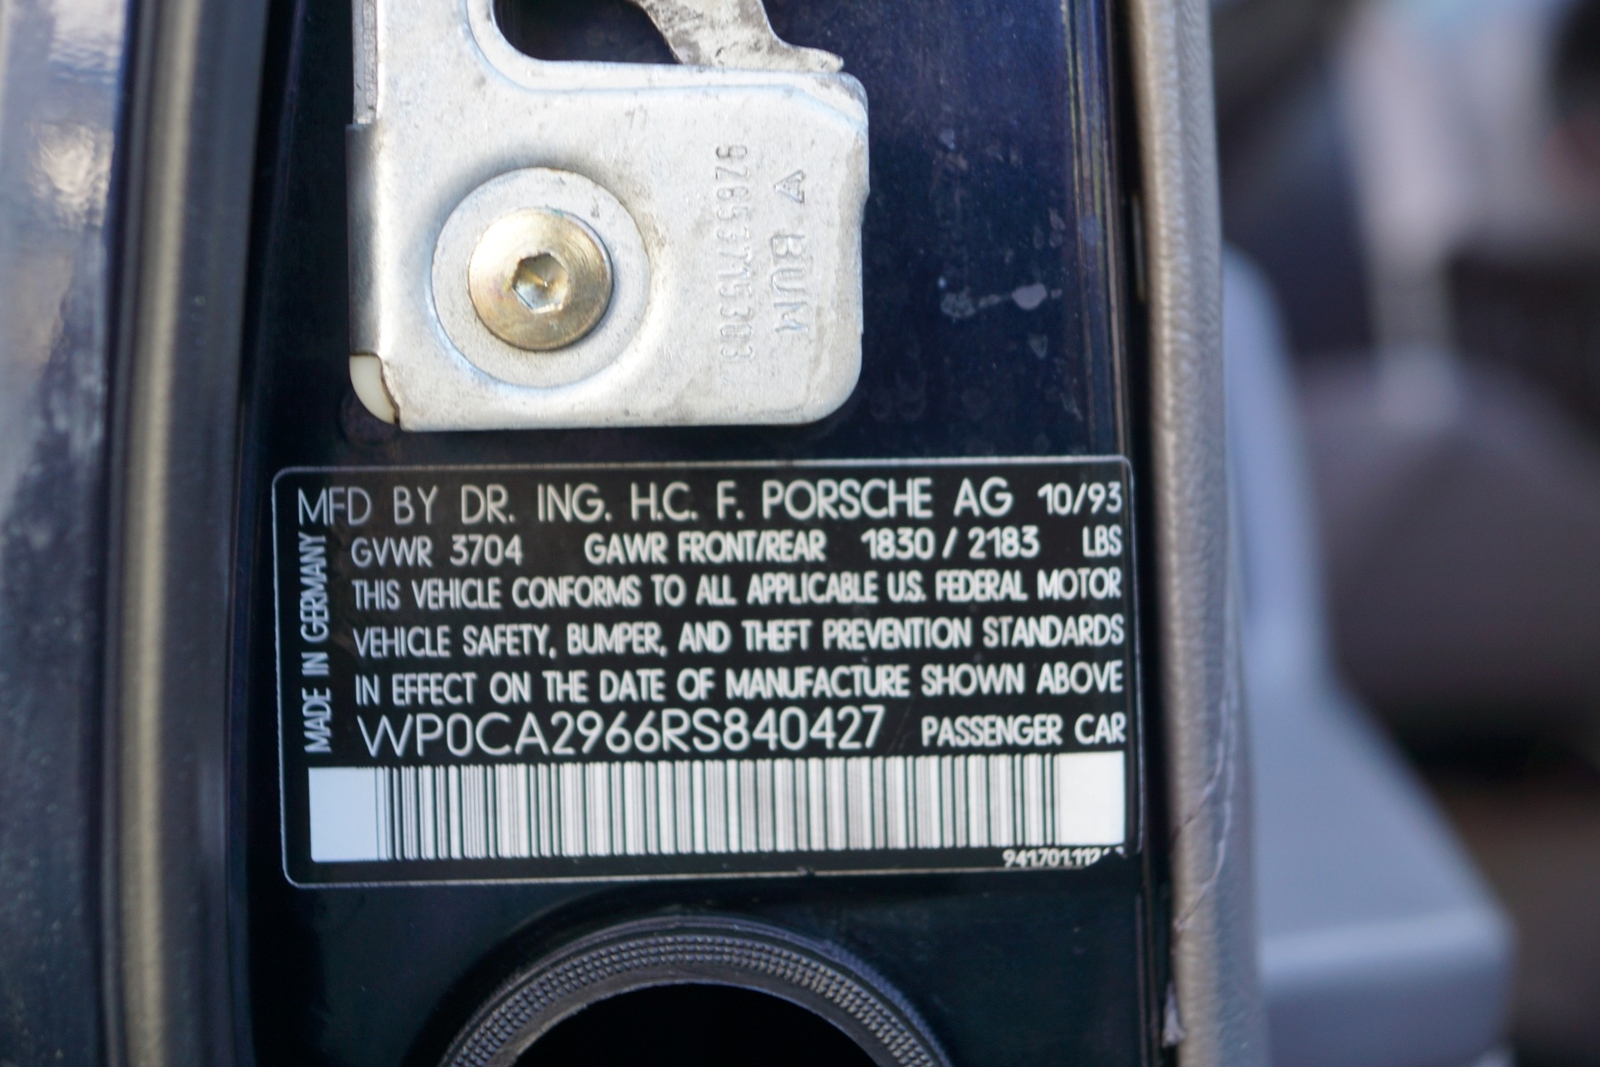 92853715303
BUM
MFD BY DR. ING. H.C. F. PORSCHE AG 10/93
GVWR 3704 GAWR FRONT/REAR 1830 / 2183 LBS
THIS VEHICLE CONFORMS TO ALL APPLICABLE U.S. FEDERAL MOTOR
VEHICLE SAFETY, BUMPER, AND THEFT PREVENTION STANDARDS
IN EFFECT ON THE DATE OF MANUFACTURE SHOWN ABOVE
WP0CA2966RS840427 PASSENGER CAR
MADE IN GERMANY